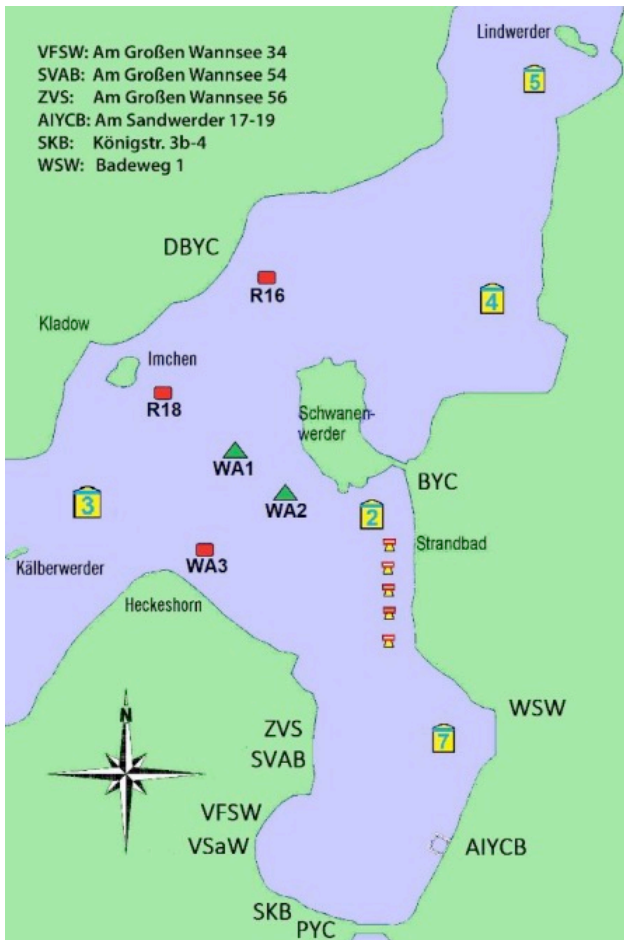 VFSW: Am Großen Wannsee 34
SVAB: Am Großen Wannsee 54
ZVS: Am Großen Wannsee 56
AIYCB: Am Sandwerder 17-19
SKB: Königstr. 3b-4
WSW: Badeweg 1
Lindwerder
5
DBYC
R16
4
Kladow
Imchen
R18
Schwanen-
werder
WA1
BYC
WA2
3
2
Strandbad
WA3
Kälberwerder
Heckeshorn
N
WSW
ZVS
7
SVAB
VFSW
VSaW
AIYCB
SKB
PYC